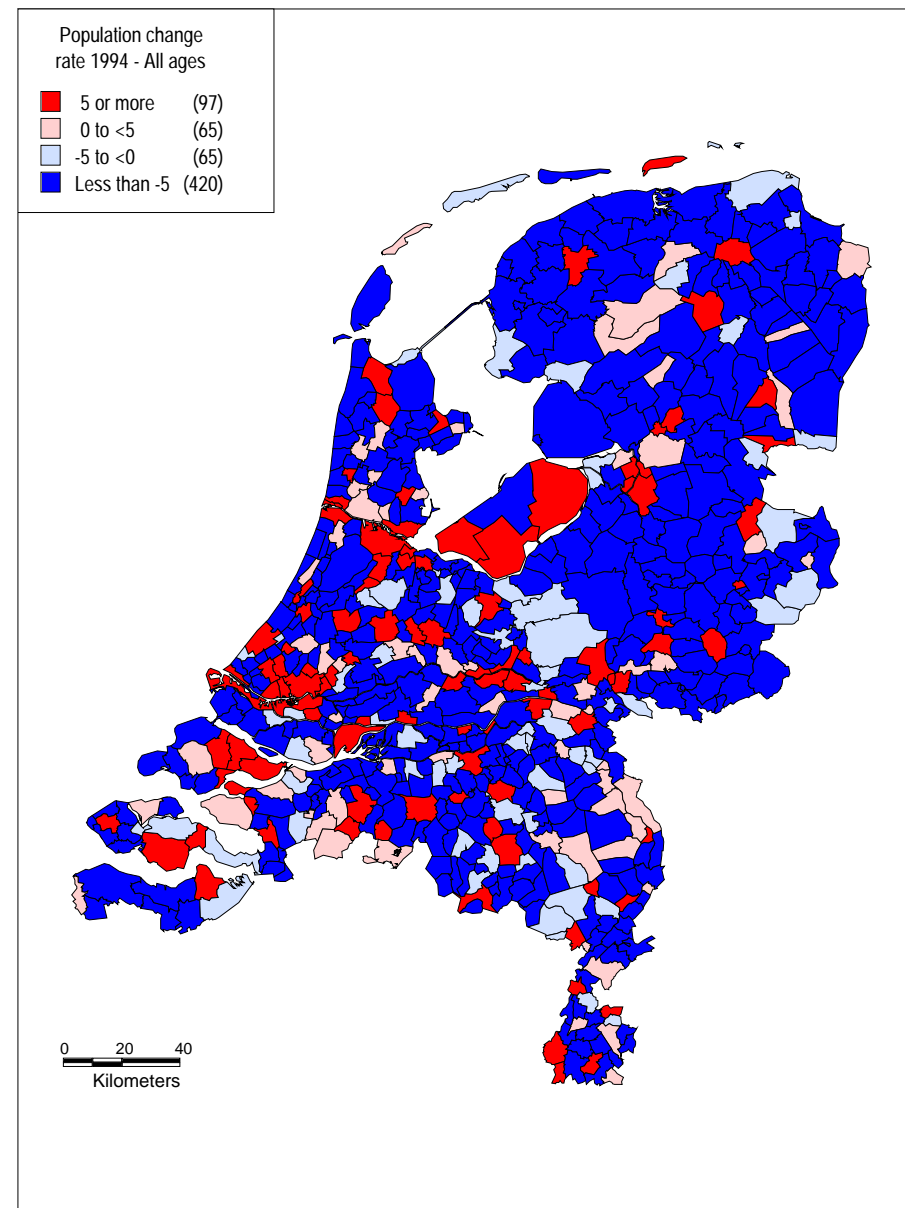 Population change
rate 1994 - All ages
5 or more (97)
0 to <5 (65)
-5 to <0 (65)
Less than -5 (420)
0 20 40
Kilometers